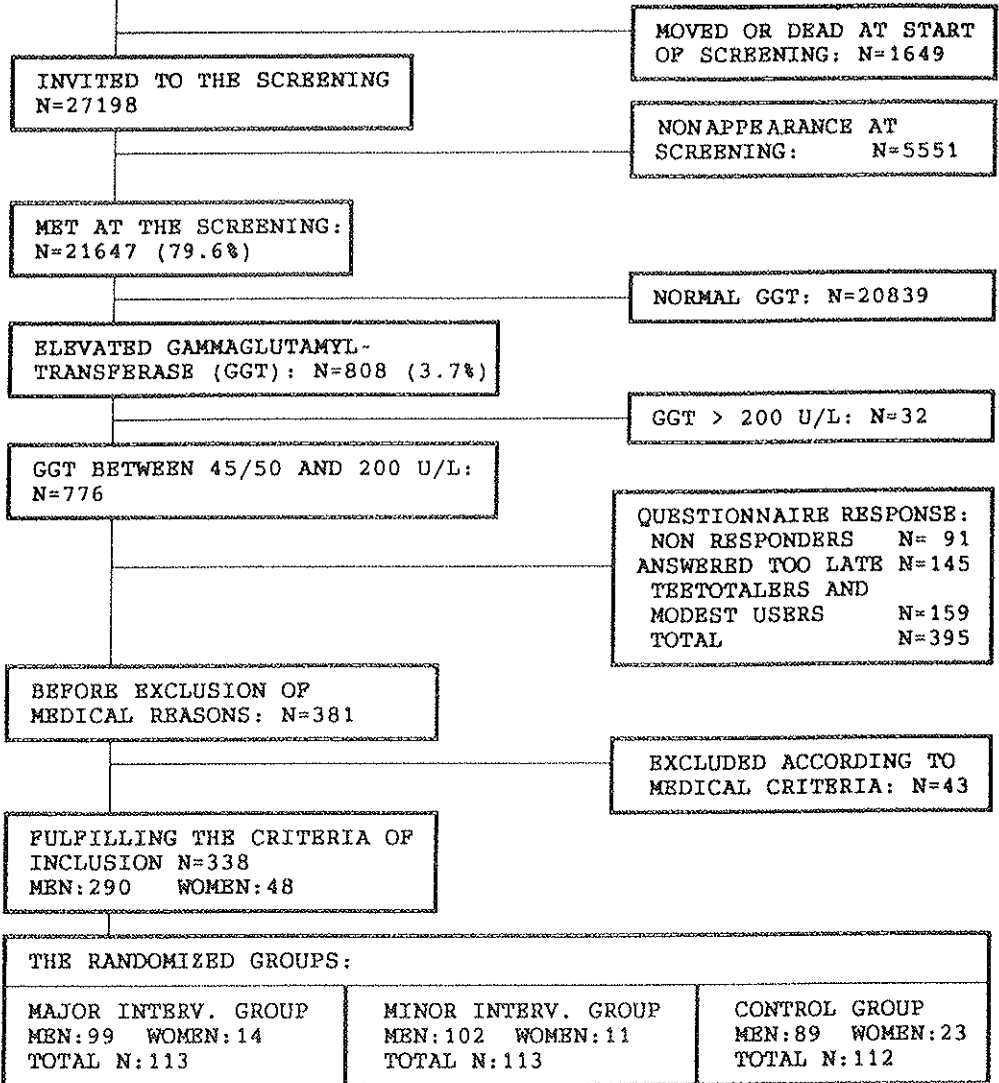 MOVED OR DEAD AT START
OF SCREENING: N=1649
INVITED TO THE SCREENING
N=27198
NONAPPEARANCE AT
SCREENING: N=5551
MET AT THE SCREENING:
N=21647 (79.6%)
NORMAL GGT: N=20839
ELEVATED GAMMAGLUTAMYL-
TRANSFERASE (GGT): N=808 (3.7%)
GGT > 200 U/L: N=32
GGT BETWEEN 45/50 AND 200 U/L:
N=776
QUESTIONNAIRE RESPONSE:
NON RESPONDERS N= 91
ANSWERED TOO LATE N=145
TEETOTALERS AND
MODEST USERS N=159
TOTAL N=395
BEFORE EXCLUSION OF
MEDICAL REASONS: N=381
EXCLUDED ACCORDING TO
MEDICAL CRITERIA: N=43
FULFILLING THE CRITERIA OF
INCLUSION N=338
MEN:290 WOMEN:48
THE RANDOMIZED GROUPS:
MAJOR INTERV. GROUP
MEN:99 WOMEN:14
TOTAL N:113
MINOR INTERV. GROUP
MEN:102 WOMEN:11
TOTAL N:113
CONTROL GROUP
MEN:89 WOMEN:23
TOTAL N:112